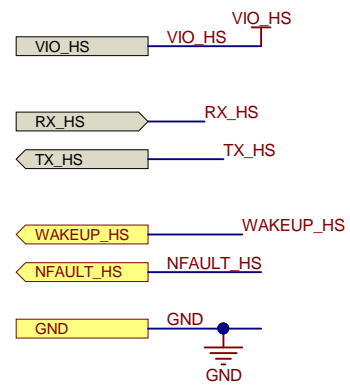 VIO_HS
VIO_HS VIO_HS
RX_HS RX_HS
TX_HS TX_HS
WAKEUP_HS WAKEUP_HS
NFAULT_HS NFAULT_HS
GND GND
GND